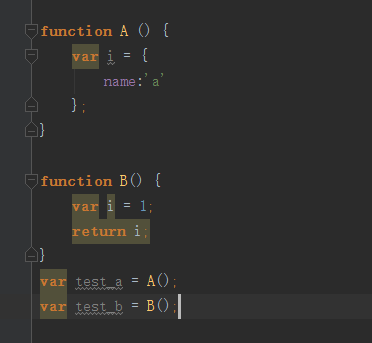 function A () {
    var i = {
        name:'a'
    };
}
function B() {
    var i = 1;
    return i;
}
var test_a = A();
var test_b = B();